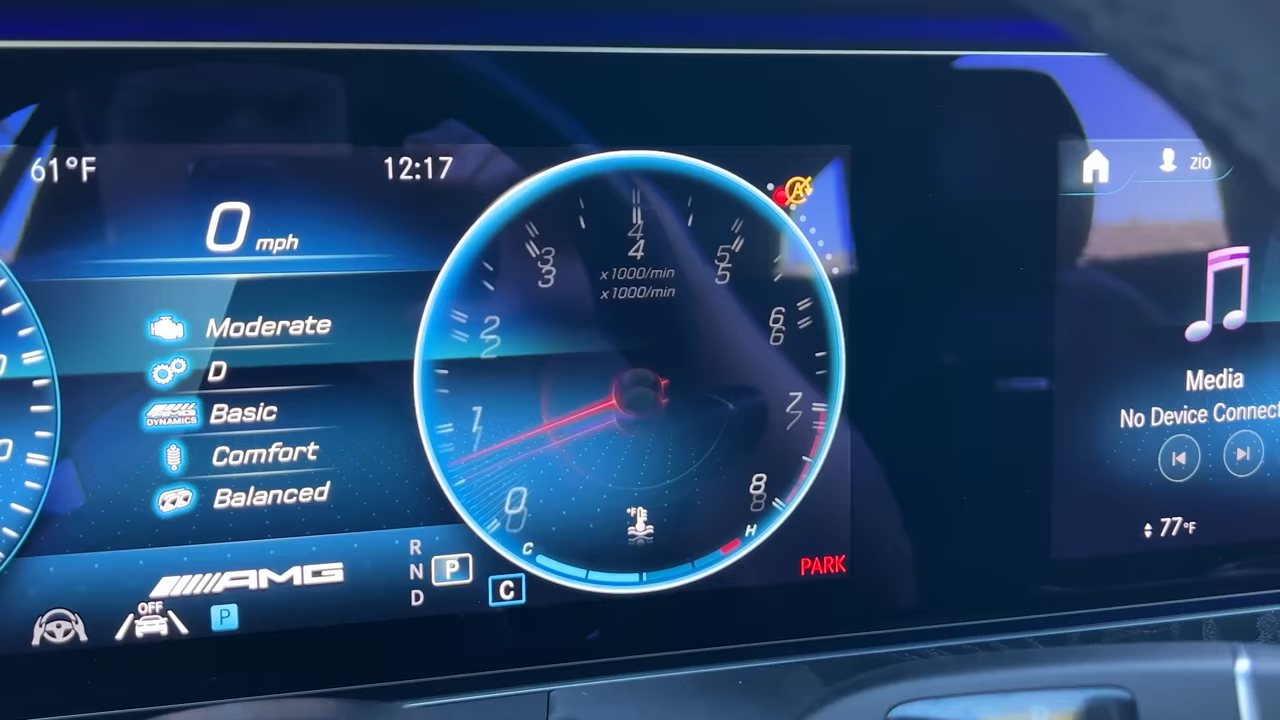 61°F
12:17
0 mph
Moderate
D
AMG DYNAMICS Basic
Comfort
Balanced
AMG
OFF
P
R
N
D
P
C
0
1
2
3
4
5
6
7
8
x1000/min
x1000/min
°F
C
H
A
PARK
zio
Media
No Device Connect
77°F